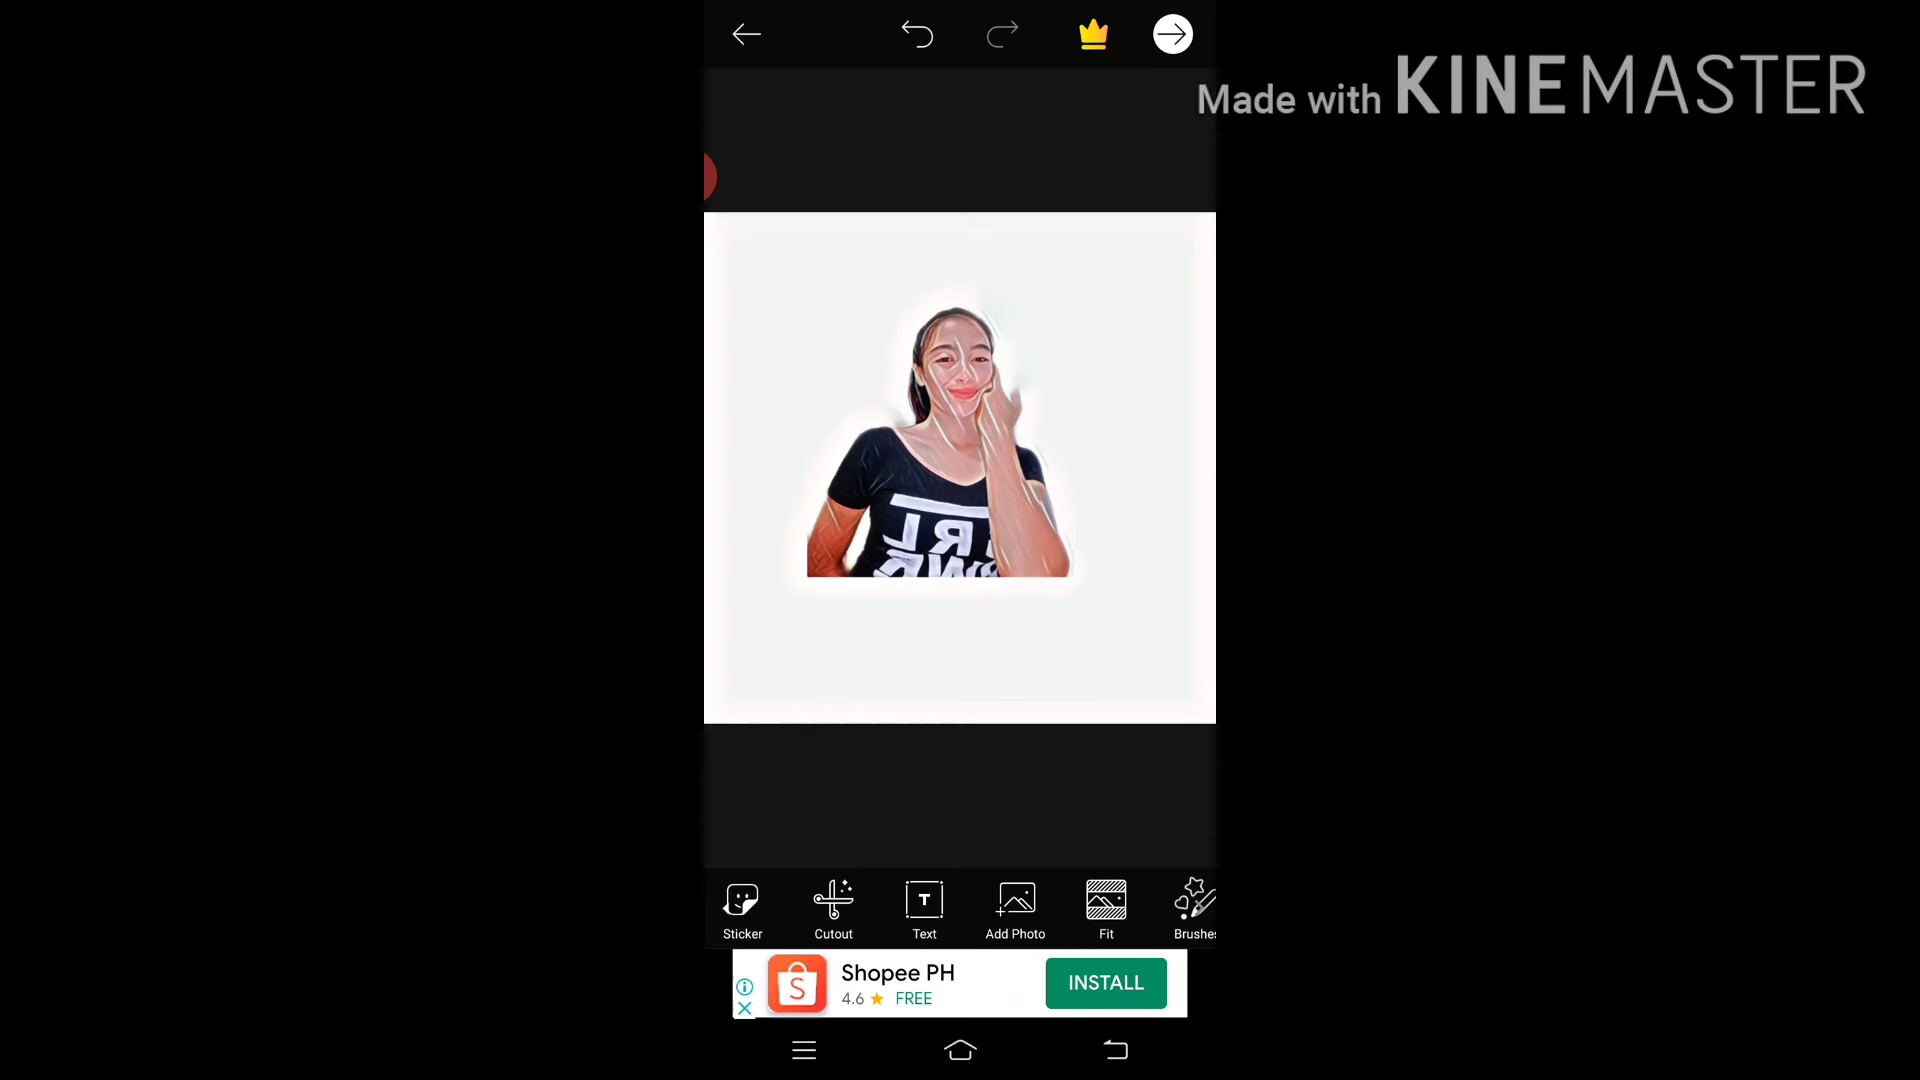 Made with KINEMASTER
Sticker
Cutout
T
Text
Add Photo
Fit
Brushes
S
Shopee PH
4.6 FREE
INSTALL